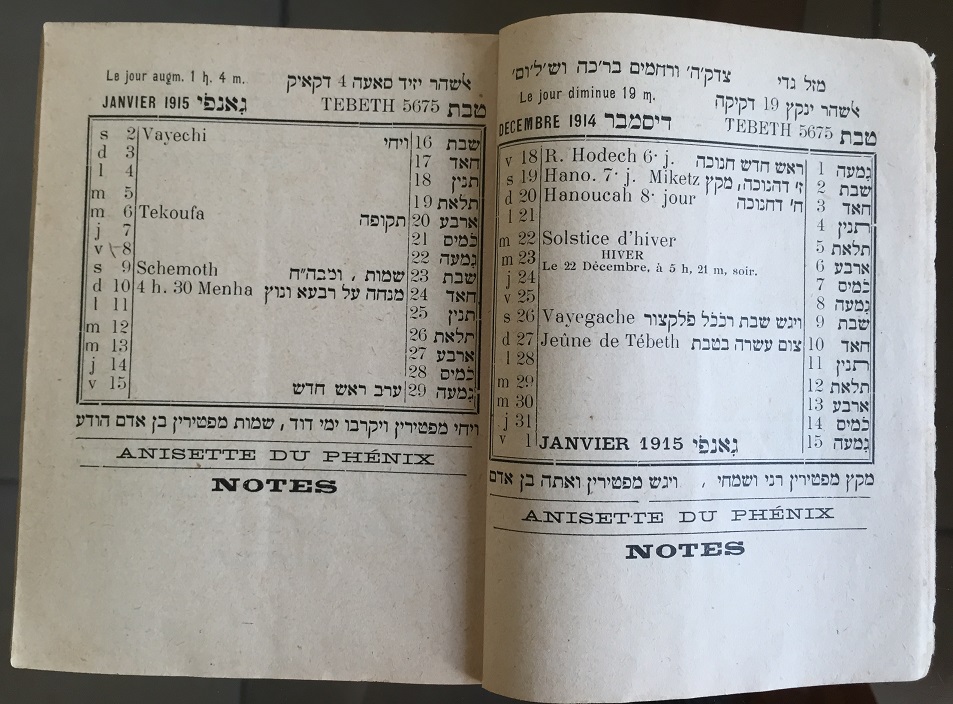 מזל גדי צדק'ה' ורחמים בר'כה וש'ל'ום'
Le jour diminue 19 m. אשהר ינקץ 19 דקיקה
DECEMBRE 1914 דיסמבר TEBETH 5675 טבת
v 18 R. Hodech 6· j. ראש חדש חנוכה 1 גמעה
s 19 Hano. 7· j. Miketz ז' דחנוכה, מקץ 2 שבת
d 20 Hanoucah 8· jour ח' דחנוכה 3 חאד
l 21 4 תנין
m 22 Solstice d'hiver 5 תלאת
HIVER
m 23 Le 22 Décembre, à 5 h, 21 m, soir. 6 ארבע
j 24 7 כמיס
v 25 8 גמעה
s 26 Vayegache ויגש שבת 9 שבת
d 27 Jeûne de Tébeth צום עשרה בטבת 10 חאד
l 28 11 תנין
m 29 12 תלאת
m 30 13 ארבע
j 31 14 כמיס
v 1 JANVIER 1915 גאנפי 15 גמעה
מקץ מפטירין רני ושמחי , ויגש מפטירין ואתה בן אדם
ANISETTE DU PHÉNIX
NOTES
Le jour augm. 1 h. 4 m. אשהר יזיד סאעה 4 דקאיק
JANVIER 1915 גאנפי TEBETH 5675 טבת
s 2 Vayechi ויחי 16 שבת
d 3 17 חאד
l 4 18 תנין
m 5 19 תלאת
m 6 Tekoufa תקופה 20 ארבע
j 7 21 כמיס
v 8 22 גמעה
s 9 Schemoth שמות, ומבה"ח 23 שבת
d 10 4 h. 30 Menha מנחה על רבעא ונוץ 24 חאד
l 11 25 תנין
m 12 26 תלאת
m 13 27 ארבע
j 14 28 כמיס
v 15 ערב ראש חדש 29 גמעה
ויחי מפטירין ויקרבו ימי דוד, שמות מפטירין בן אדם הודע
ANISETTE DU PHÉNIX
NOTES